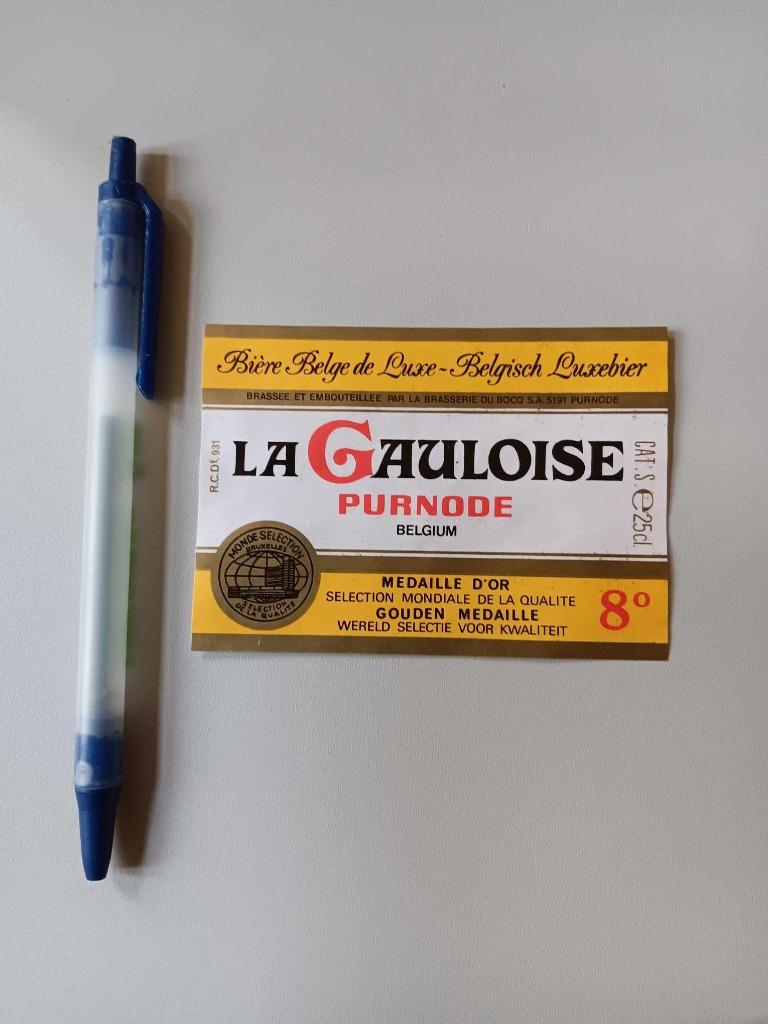 Bière Belge de Luxe ~ Belgisch Luxebier
BRASSEE ET EMBOUTEILLEE PAR LA BRASSERIE DU BOCQ S.A. 5191 PURNODE
R.C.Dt. 931
LA GAULOISE
PURNODE
BELGIUM
CAT. S. ℮ 25cl.
MONDE SELECTION
BRUXELLES
SELECTION
DE LA QUALITE
MEDAILLE D'OR
SELECTION MONDIALE DE LA QUALITE
GOUDEN MEDAILLE
WERELD SELECTIE VOOR KWALITEIT
8°